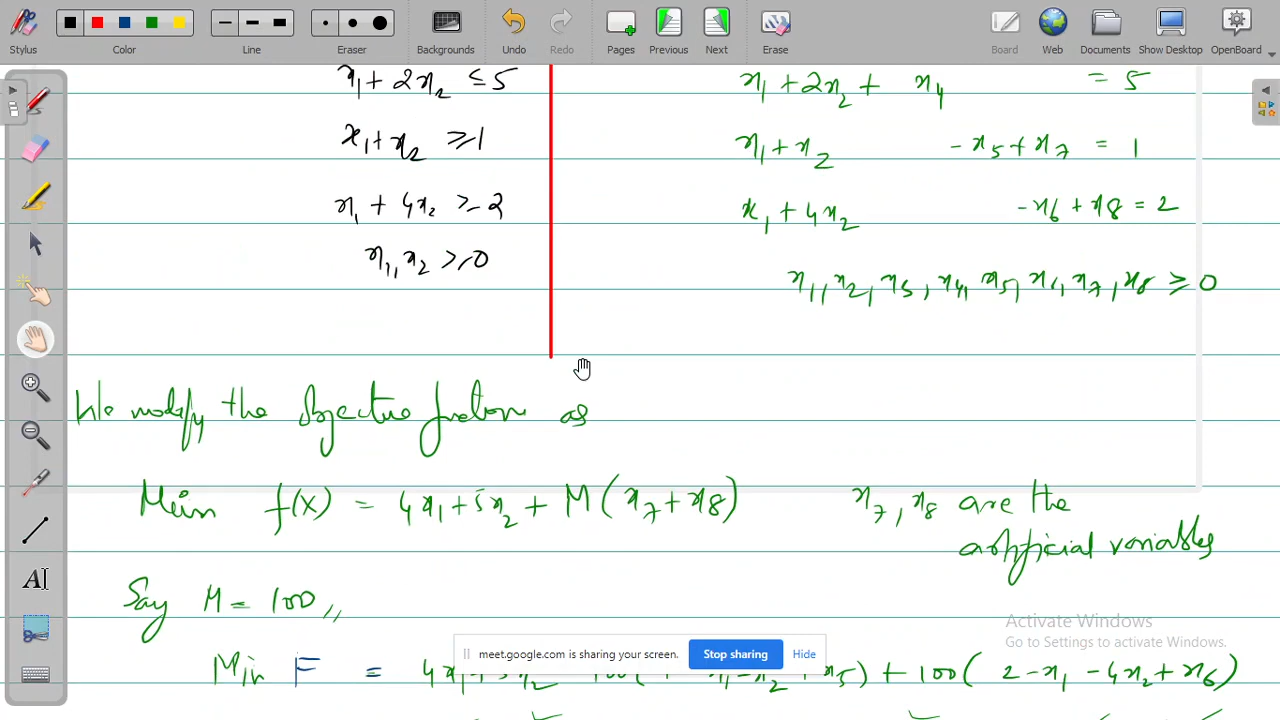 Stylus Color Line Eraser Backgrounds Undo Redo Pages Previous Next Erase Board Web Documents Show Desktop OpenBoard
x₁ + 2x₂ ≤ 5
x₁ + x₂ ≥ 1
x₁ + 4x₂ ≥ 2
x₁, x₂ ≥ 0
x₁ + 2x₂ + x₄ = 5
x₁ + x₂ - x₅ + x₇ = 1
x₁ + 4x₂ - x₆ + x₈ = 2
x₁, x₂, x₃, x₄, x₅, x₆, x₇, x₈ ≥ 0
We modify the objective function as
Min f(X) = 4x₁ + 5x₂ + M(x₇ + x₈) x₇, x₈ are the
artificial variables
Say M = 100,,
Activate Windows
Go to Settings to activate Windows.
meet.google.com is sharing your screen. Stop sharing Hide
Min F = + 100( 2 - x₁ - 4x₂ + x₆)